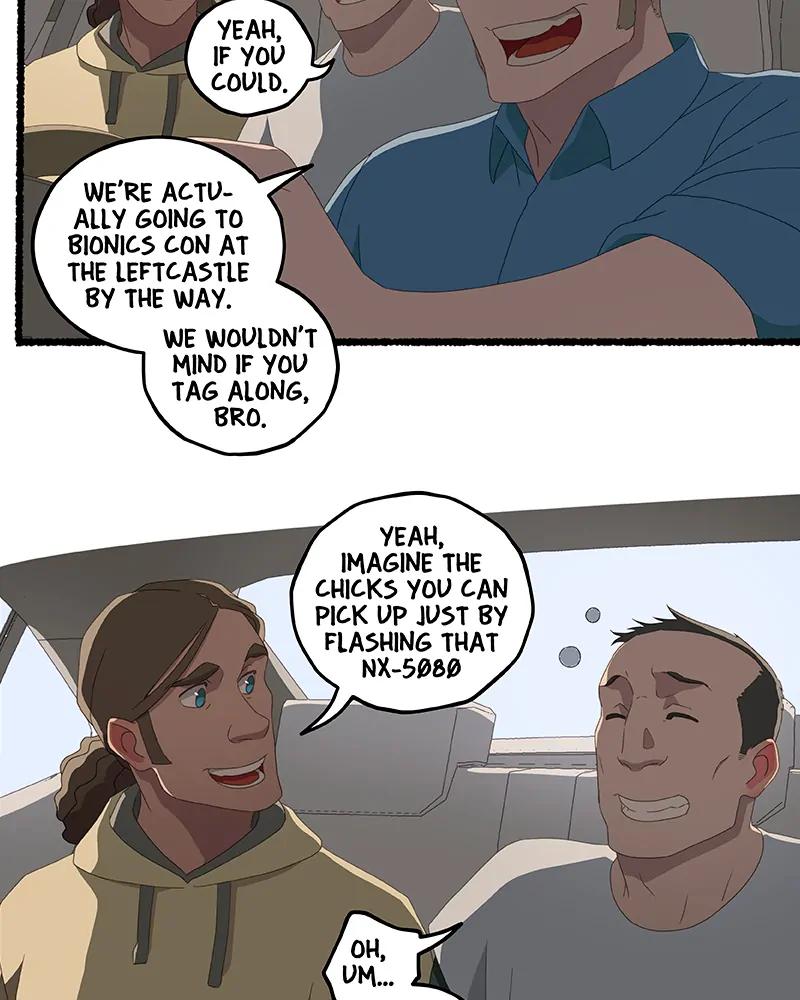 YEAH,
IF YOU
COULD.
WE'RE ACTU-
ALLY GOING TO
BIONICS CON AT
THE LEFTCASTLE
BY THE WAY.
WE WOULDN'T
MIND IF YOU
TAG ALONG,
BRO.
YEAH,
IMAGINE THE
CHICKS YOU CAN
PICK UP JUST BY
FLASHING THAT
NX-5080
OH,
UM...